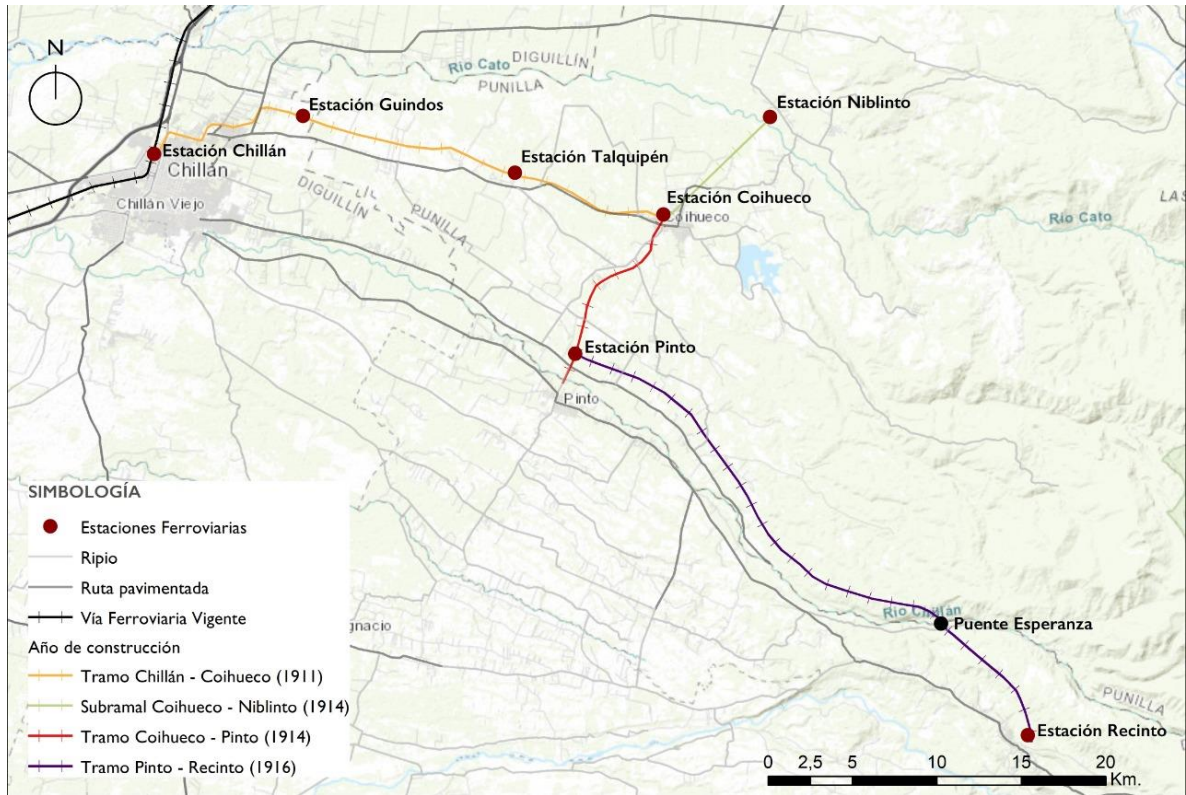 N
Río Cato
DIGUILLÍN
PUNILLA
Estación Guindos
Estación Niblinto
Estación Chillán
Chillán
Estación Talquipén
Chillán Viejo
DIGUILLÍN
PUNILLA
Estación Coihueco
Coihueco
Río Cato
LAS
Estación Pinto
Pinto
SIMBOLOGÍA
Estaciones Ferroviarias
Ripio
Ruta pavimentada
Vía Ferroviaria Vigente
Año de construcción
Tramo Chillán - Coihueco (1911)
Subramal Coihueco - Niblinto (1914)
Tramo Coihueco - Pinto (1914)
Tramo Pinto - Recinto (1916)
gnacio
Río Chillán
Puente Esperanza
PUNILLA
Estación Recinto
0 2,5 5 10 15 20
Km.